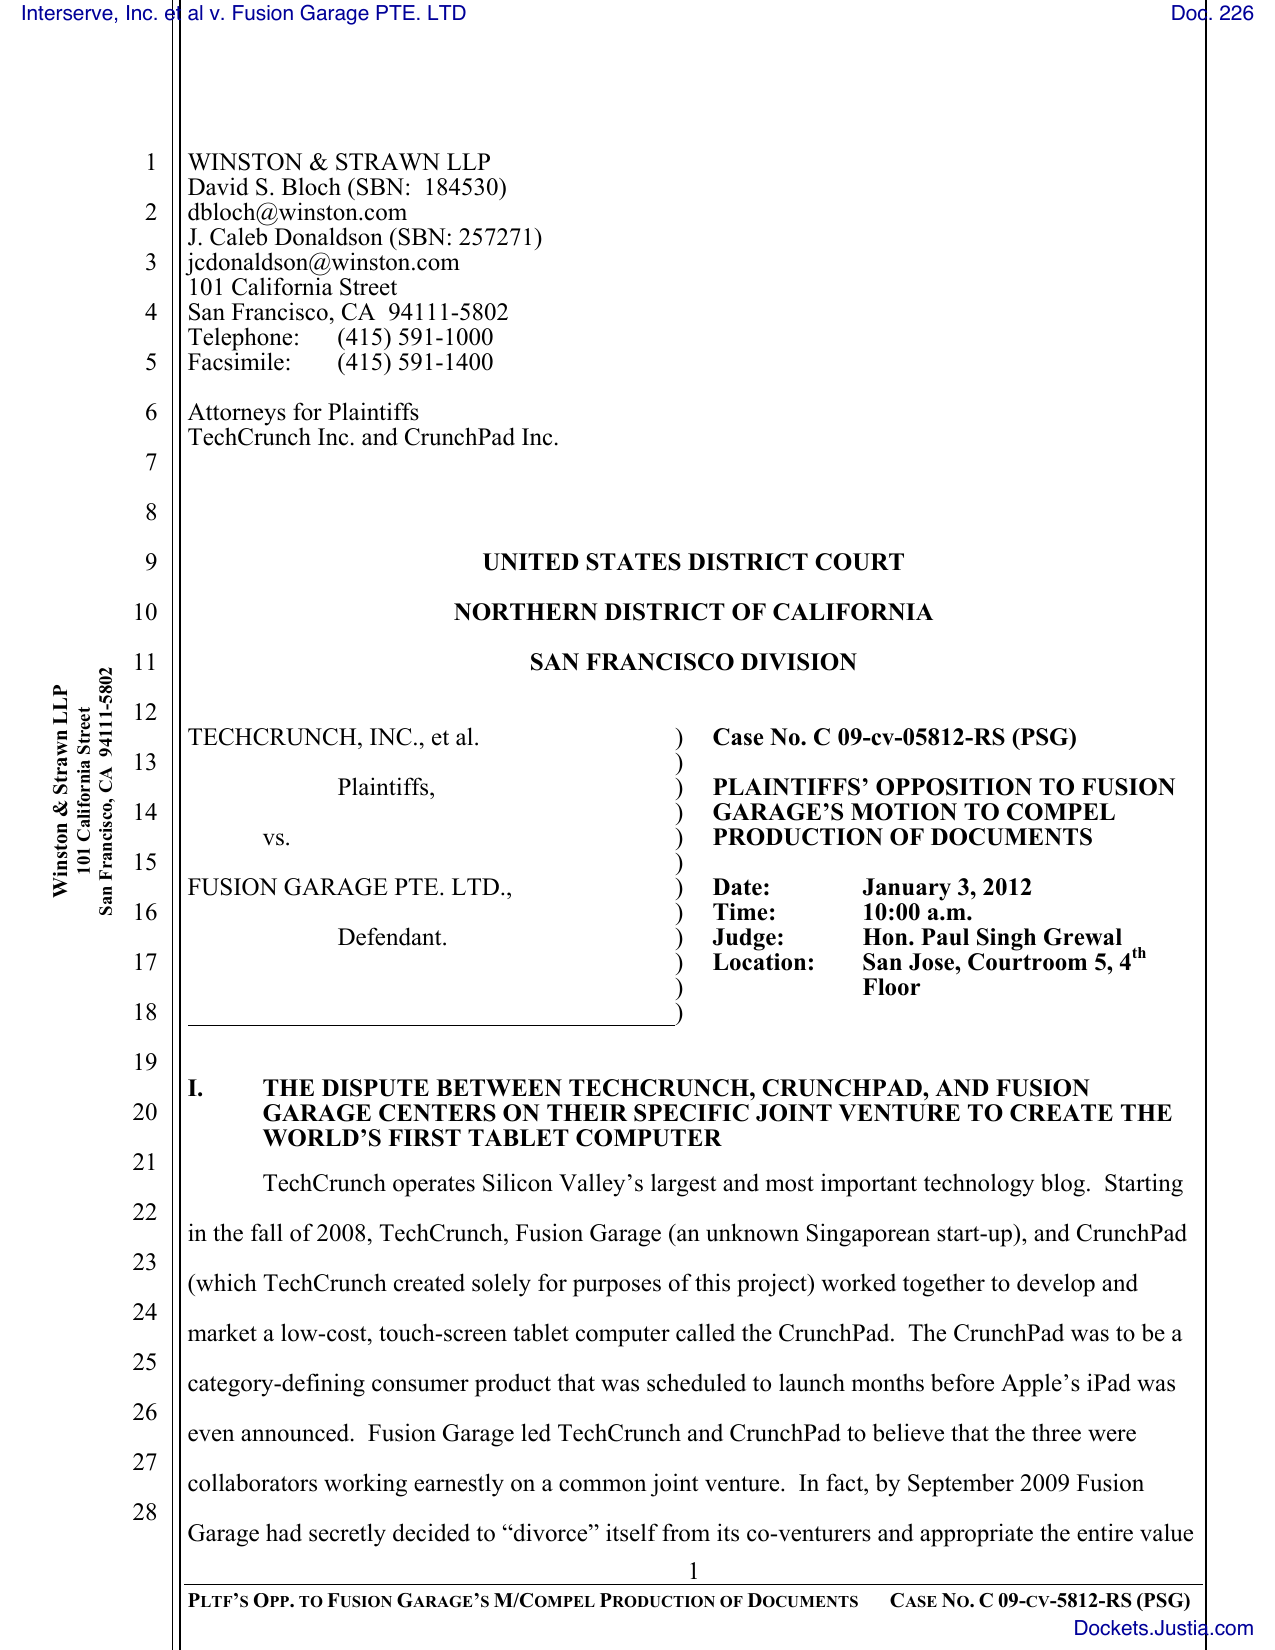 Interserve, Inc. et al v. Fusion Garage PTE. LTD Doc. 226
1 WINSTON & STRAWN LLP
David S. Bloch (SBN: 184530)
2 dbloch@winston.com
J. Caleb Donaldson (SBN: 257271)
3 jcdonaldson@winston.com
101 California Street
4 San Francisco, CA 94111-5802
Telephone: (415) 591-1000
5 Facsimile: (415) 591-1400
6 Attorneys for Plaintiffs
TechCrunch Inc. and CrunchPad Inc.
7
8
9 UNITED STATES DISTRICT COURT
10 NORTHERN DISTRICT OF CALIFORNIA
11 SAN FRANCISCO DIVISION
Winston & Strawn LLP
101 California Street
San Francisco, CA 94111-5802
12
TECHCRUNCH, INC., et al. ) Case No. C 09-cv-05812-RS (PSG)
13 )
Plaintiffs, ) PLAINTIFFS’ OPPOSITION TO FUSION
14 ) GARAGE’S MOTION TO COMPEL
vs. ) PRODUCTION OF DOCUMENTS
15 )
FUSION GARAGE PTE. LTD., ) Date: January 3, 2012
16 ) Time: 10:00 a.m.
Defendant. ) Judge: Hon. Paul Singh Grewal
17 ) Location: San Jose, Courtroom 5, 4th
) Floor
18 )
19
I. THE DISPUTE BETWEEN TECHCRUNCH, CRUNCHPAD, AND FUSION
20 GARAGE CENTERS ON THEIR SPECIFIC JOINT VENTURE TO CREATE THE
WORLD’S FIRST TABLET COMPUTER
21
TechCrunch operates Silicon Valley’s largest and most important technology blog. Starting
22
in the fall of 2008, TechCrunch, Fusion Garage (an unknown Singaporean start-up), and CrunchPad
23
(which TechCrunch created solely for purposes of this project) worked together to develop and
24
market a low-cost, touch-screen tablet computer called the CrunchPad. The CrunchPad was to be a
25
category-defining consumer product that was scheduled to launch months before Apple’s iPad was
26
even announced. Fusion Garage led TechCrunch and CrunchPad to believe that the three were
27
collaborators working earnestly on a common joint venture. In fact, by September 2009 Fusion
28
Garage had secretly decided to “divorce” itself from its co-venturers and appropriate the entire value
1
PLTF’S OPP. TO FUSION GARAGE’S M/COMPEL PRODUCTION OF DOCUMENTS CASE NO. C 09-CV-5812-RS (PSG)
Dockets.Justia.com